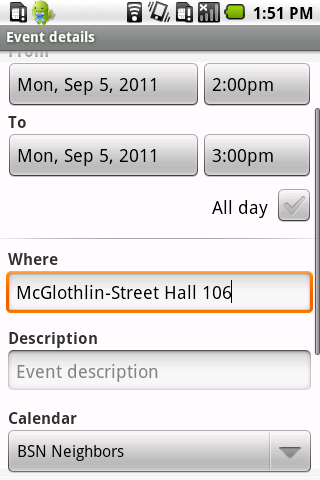 1:51 PM
Event details
From
Mon, Sep 5, 2011 2:00pm
To
Mon, Sep 5, 2011 3:00pm
All day
Where
McGlothlin-Street Hall 106
Description
Event description
Calendar
BSN Neighbors